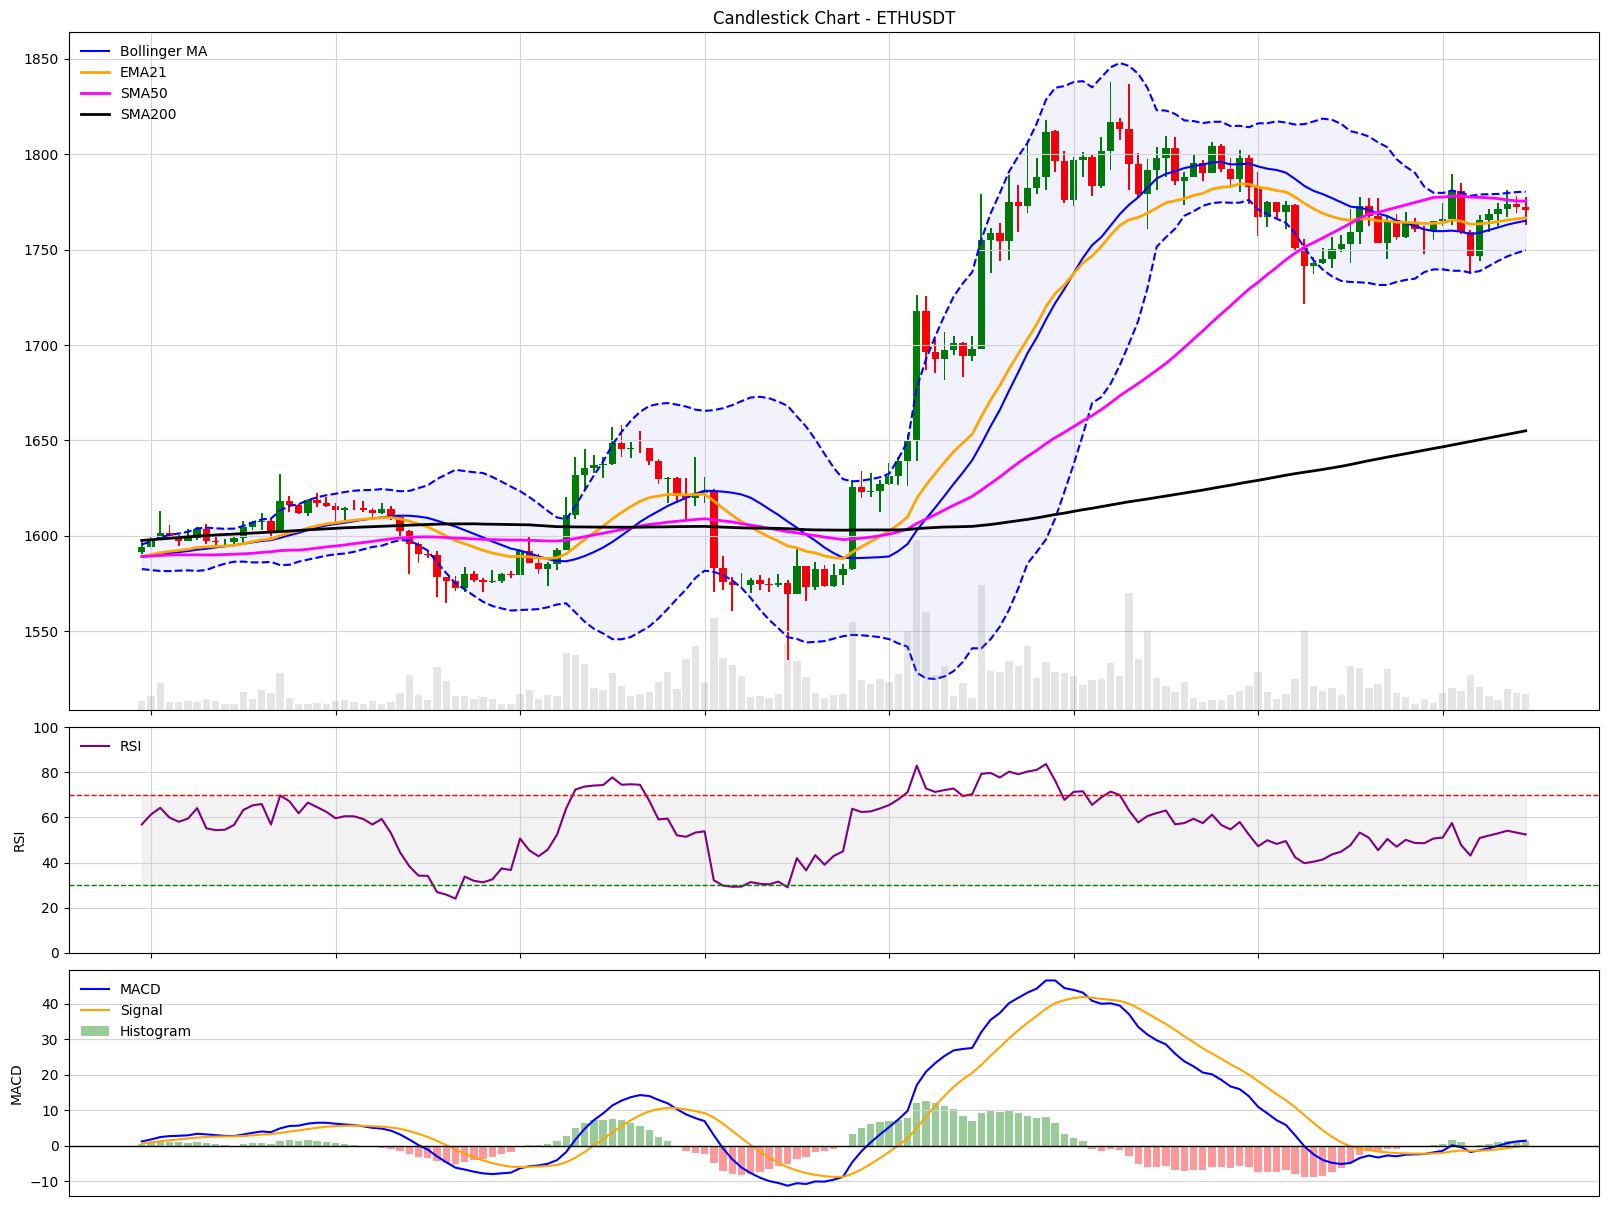 Candlestick Chart - ETHUSDT
Bollinger MA
EMA21
SMA50
SMA200
1850
1800
1750
1700
1650
1600
1550
RSI
RSI
100
80
60
40
20
0
MACD
Signal
Histogram
MACD
40
30
20
10
0
−10